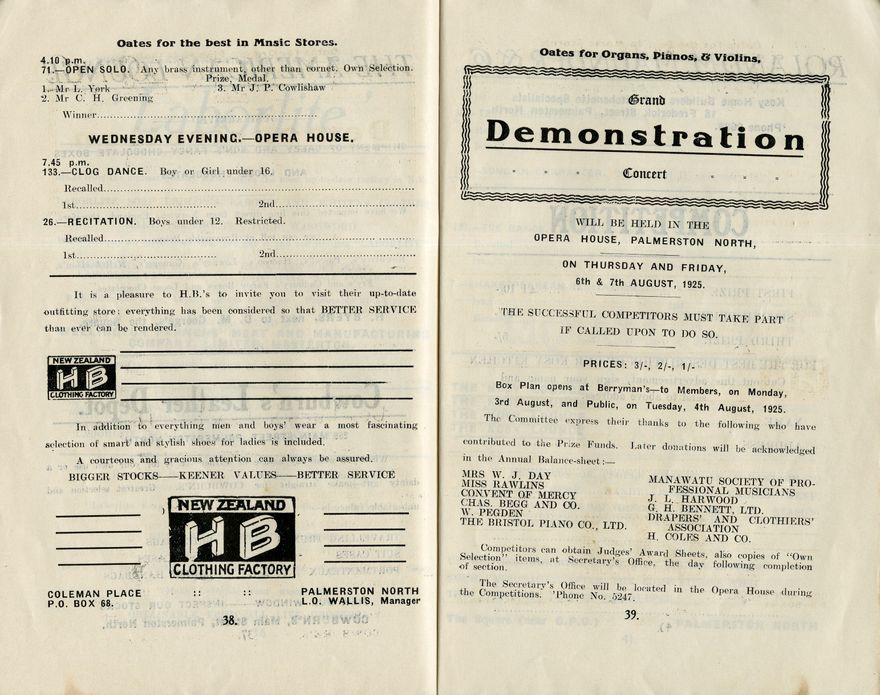 Oates for the best in Mnsic Stores.
4.10 p.m.
71.—OPEN SOLO. Any brass instrument, other than cornet. Own Selection.
Prize, Medal.
1. Mr L. York 3. Mr J. P. Cowlishaw
2. Mr C. H. Greening
Winner
WEDNESDAY EVENING.—OPERA HOUSE.
7.45 p.m.
133.—CLOG DANCE. Boy or Girl under 16.
Recalled
1st. 2nd.
26.—RECITATION. Boys under 12. Restricted.
Recalled
1st. 2nd.
It is a pleasure to H.B.'s to invite you to visit their up-to-date
outfitting store: everything has been considered so that BETTER SERVICE
than ever can be rendered.
NEW ZEALAND
HB
CLOTHING FACTORY
In addition to everything men and boys' wear a most fascinating
selection of smart and stylish shoes for ladies is included.
A courteous and gracious attention can always be assured.
BIGGER STOCKS—KEENER VALUES—BETTER SERVICE
NEW ZEALAND
HB
CLOTHING FACTORY
COLEMAN PLACE :: :: PALMERSTON NORTH
P.O. BOX 68. L.O. WALLIS, Manager
38.
Oates for Organs, Pianos, & Violins.
Grand
Demonstration
Concert
WILL BE HELD IN THE
OPERA HOUSE, PALMERSTON NORTH,
ON THURSDAY AND FRIDAY,
6th & 7th AUGUST, 1925.
THE SUCCESSFUL COMPETITORS MUST TAKE PART
IF CALLED UPON TO DO SO.
PRICES: 3/-, 2/-, 1/-
Box Plan opens at Berryman's—to Members, on Monday,
3rd August, and Public, on Tuesday, 4th August, 1925.
The Committee express their thanks to the following who have
contributed to the Prize Funds. Later donations will be acknowledged
in the Annual Balance-sheet:—
MRS W. J. DAY
MISS RAWLINS
CONVENT OF MERCY
CHAS. BEGG AND CO.
W. PEGDEN
THE BRISTOL PIANO CO., LTD.
MANAWATU SOCIETY OF PRO-
FESSIONAL MUSICIANS
J. L. HARWOOD
G. H. BENNETT, LTD.
DRAPERS' AND CLOTHIERS'
ASSOCIATION
H. COLES AND CO.
Competitors can obtain Judges' Award Sheets, also copies of "Own
Selection" items, at Secretary's Office, the day following completion
of section.
The Secretary's Office will be located in the Opera House during
the Competitions. 'Phone No. 5247.
39.